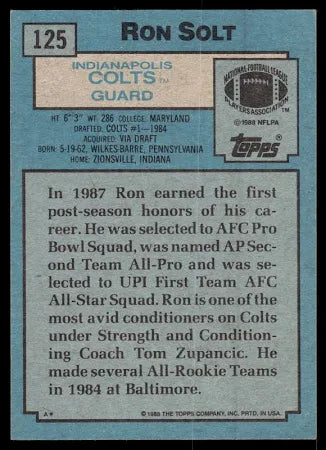 125
RON SOLT
INDIANAPOLIS
COLTS™
GUARD
NATIONAL FOOTBALL LEAGUE
PLAYERS ASSOCIATION
©1988 NFLPA
Topps
HT 6' 3" WT. 286 COLLEGE: MARYLAND
DRAFTED: COLTS #1-1984
ACQUIRED: VIA DRAFT
BORN: 5-19-62, WILKES-BARRE, PENNSYLVANIA
HOME: ZIONSVILLE, INDIANA
In 1987 Ron earned the first
post-season honors of his ca-
reer. He was selected to AFC Pro
Bowl Squad, was named AP Sec-
ond Team All-Pro and was se-
lected to UPI First Team AFC
All-Star Squad. Ron is one of the
most avid conditioners on Colts
under Strength and Condition-
ing Coach Tom Zupancic. He
made several All-Rookie Teams
in 1984 at Baltimore.
A* ©1988 THE TOPPS COMPANY, INC. PRTD. IN U.S.A.